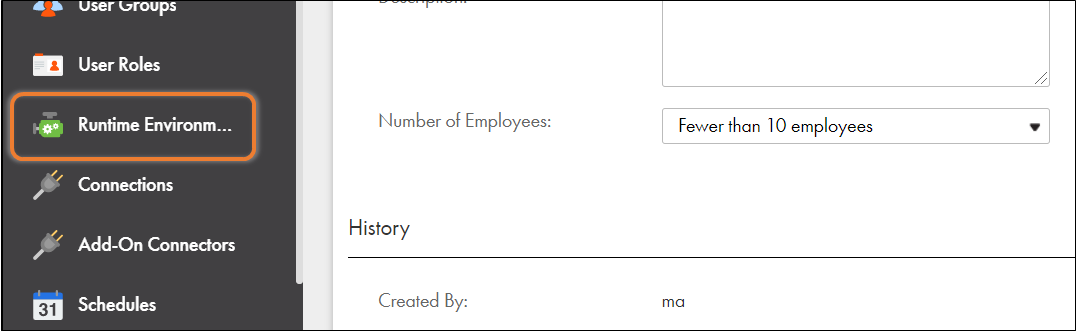 User Groups
User Roles
Runtime Environm...
Connections
Add-On Connectors
31
Schedules
Description:
Number of Employees:
Fewer than 10 employees
History
Created By:
ma